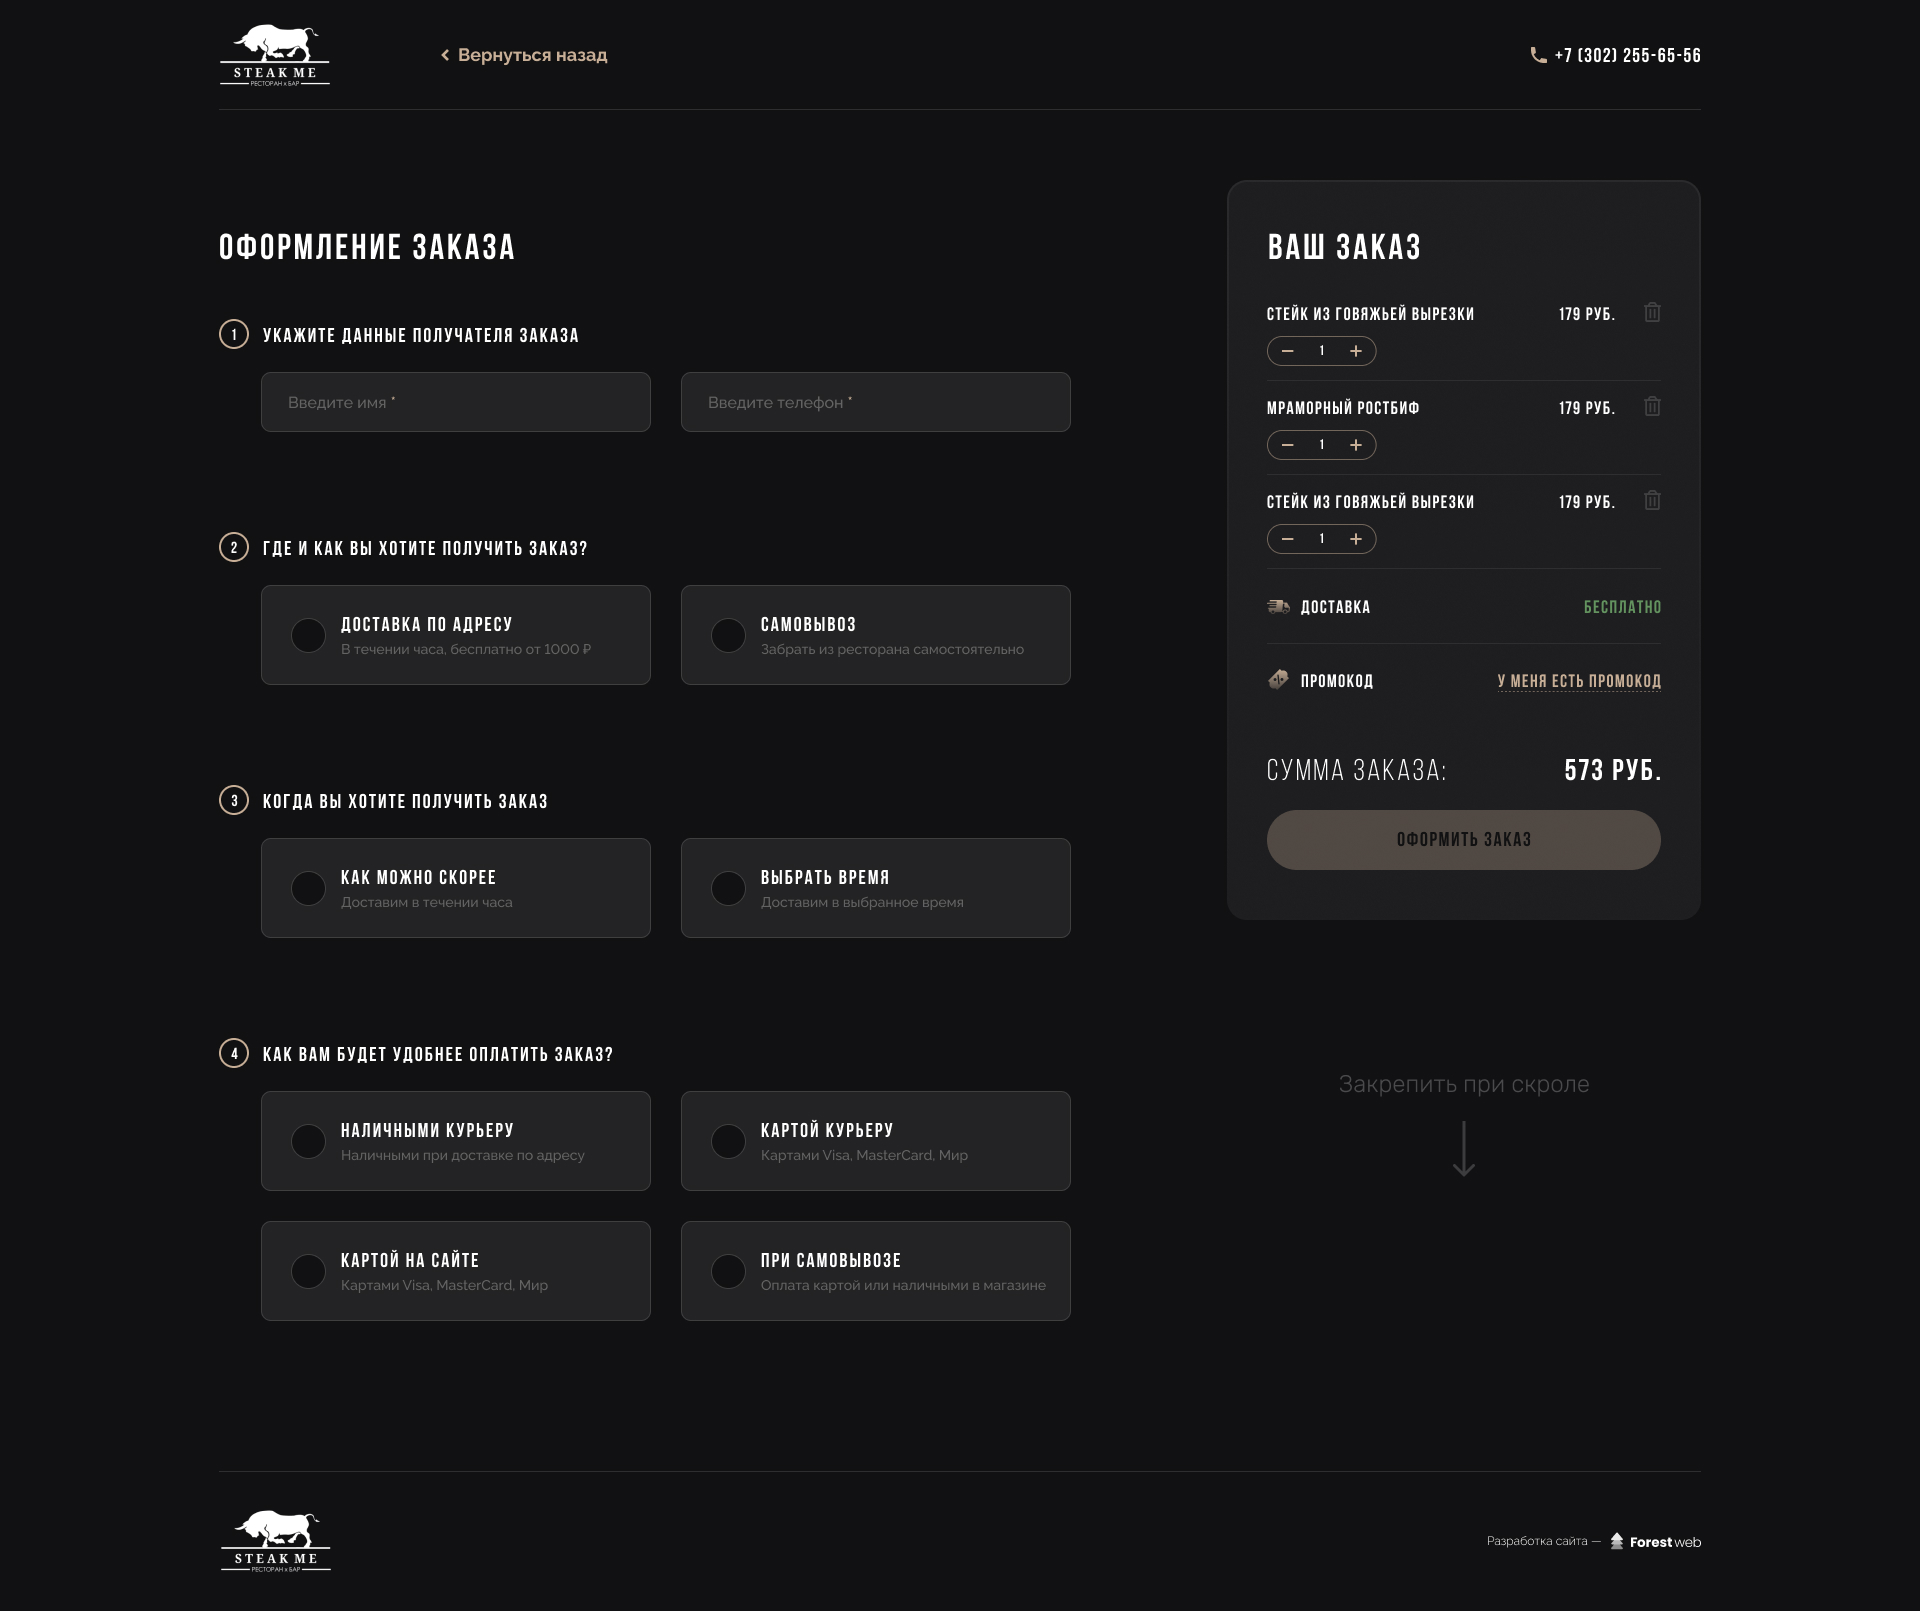 STEAK ME
РЕСТОРАН х БАР
Вернуться назад
+7 (302) 255-65-56
ОФОРМЛЕНИЕ ЗАКАЗА
1 УКАЖИТЕ ДАННЫЕ ПОЛУЧАТЕЛЯ ЗАКАЗА
Введите имя *
Введите телефон *
2 ГДЕ И КАК ВЫ ХОТИТЕ ПОЛУЧИТЬ ЗАКАЗ?
ДОСТАВКА ПО АДРЕСУ
В течении часа, бесплатно от 1000 ₽
САМОВЫВОЗ
Забрать из ресторана самостоятельно
3 КОГДА ВЫ ХОТИТЕ ПОЛУЧИТЬ ЗАКАЗ
КАК МОЖНО СКОРЕЕ
Доставим в течении часа
ВЫБРАТЬ ВРЕМЯ
Доставим в выбранное время
4 КАК ВАМ БУДЕТ УДОБНЕЕ ОПЛАТИТЬ ЗАКАЗ?
НАЛИЧНЫМИ КУРЬЕРУ
Наличными при доставке по адресу
КАРТОЙ КУРЬЕРУ
Картами Visa, MasterCard, Мир
КАРТОЙ НА САЙТЕ
Картами Visa, MasterCard, Мир
ПРИ САМОВЫВОЗЕ
Оплата картой или наличными в магазине
ВАШ ЗАКАЗ
СТЕЙК ИЗ ГОВЯЖЬЕЙ ВЫРЕЗКИ 179 РУБ.
1
МРАМОРНЫЙ РОСТБИФ 179 РУБ.
1
СТЕЙК ИЗ ГОВЯЖЬЕЙ ВЫРЕЗКИ 179 РУБ.
1
ДОСТАВКА БЕСПЛАТНО
ПРОМОКОД У МЕНЯ ЕСТЬ ПРОМОКОД
СУММА ЗАКАЗА: 573 РУБ.
ОФОРМИТЬ ЗАКАЗ
Закрепить при скроле
STEAK ME
РЕСТОРАН х БАР
Разработка сайта — Forestweb